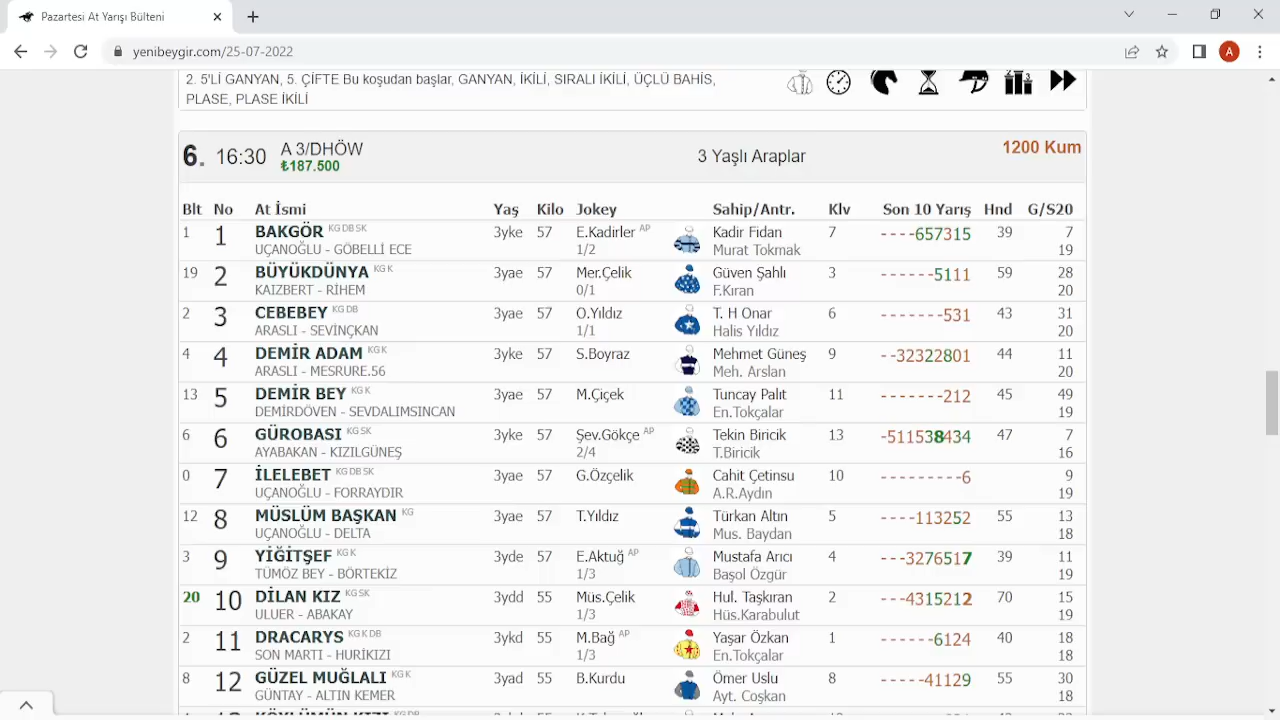 Pazartesi At Yarışı Bülteni
yenibeygir.com/25-07-2022
A
2. 5'Lİ GANYAN, 5. ÇİFTE Bu koşudan başlar. GANYAN, İKİLİ, SIRALI İKİLİ, ÜÇLÜ BAHİS,
PLASE, PLASE İKİLİ
6. 16:30 A 3/DHÖW 3 Yaşlı Araplar 1200 Kum
₺187.500
Blt No At İsmi Yaş Kilo Jokey Sahip/Antr. Klv Son 10 Yarış Hnd G/S20
1 1 BAKGÖR KG DB SK 3yke 57 E.Kadirler AP Kadir Fidan 7 ----657315 39 7
UÇANOĞLU - GÖBELLİ ECE 1/2 Murat Tokmak 19
19 2 BÜYÜKDÜNYA KG K 3yae 57 Mer.Çelik Güven Şahlı 3 ------5111 59 28
KAIZBERT - RİHEM 0/1 F.Kıran 20
2 3 CEBEBEY KG DB 3yae 57 O.Yıldız T. H Onar 6 -------531 43 31
ARASLI - SEVİNÇKAN 1/1 Halis Yıldız 20
4 4 DEMİR ADAM KG K 3yke 57 S.Boyraz Mehmet Güneş 9 --32322801 44 11
ARASLI - MESRURE.56 Meh. Arslan 20
13 5 DEMİR BEY KG K 3yae 57 M.Çiçek Tuncay Palıt 11 -------212 45 49
DEMİRDÖVEN - SEVDALIMSINCAN En.Tokçalar 19
6 6 GÜROBASI KG SK 3yke 57 Şev.Gökçe AP Tekin Biricik 13 -511538434 47 7
AYABAKAN - KIZILGÜNEŞ 2/4 T.Biricik 16
0 7 İLELEBET KG DB SK 3yae 57 G.Özçelik Cahit Çetinsu 10 ---------6 9
UÇANOĞLU - FORRAYDIR A.R.Aydın 19
12 8 MÜSLÜM BAŞKAN KG 3yae 57 T.Yıldız Türkan Altın 5 ----113252 55 13
UÇANOĞLU - DELTA Mus. Baydan 18
3 9 YİĞİTŞEF KG K 3yde 57 E.Aktuğ AP Mustafa Arıcı 4 ---3276517 39 11
TÜMÖZ BEY - BÖRTEKİZ 1/3 Başol Özgür 19
20 10 DİLAN KIZ KG SK 3ydd 55 Müs.Çelik Hul. Taşkıran 2 ---4315212 70 15
ULUER - ABAKAY 1/3 Hüs.Karabulut 19
2 11 DRACARYS KG K DB 3ykd 55 M.Bağ AP Yaşar Özkan 1 ------6124 40 18
SON MARTI - HURİKIZI 1/3 En.Tokçalar 18
8 12 GÜZEL MUĞLALI KG K 3yad 55 B.Kurdu Ömer Uslu 8 -----41129 55 30
GÜNTAY - ALTIN KEMER Ayt. Coşkan 18